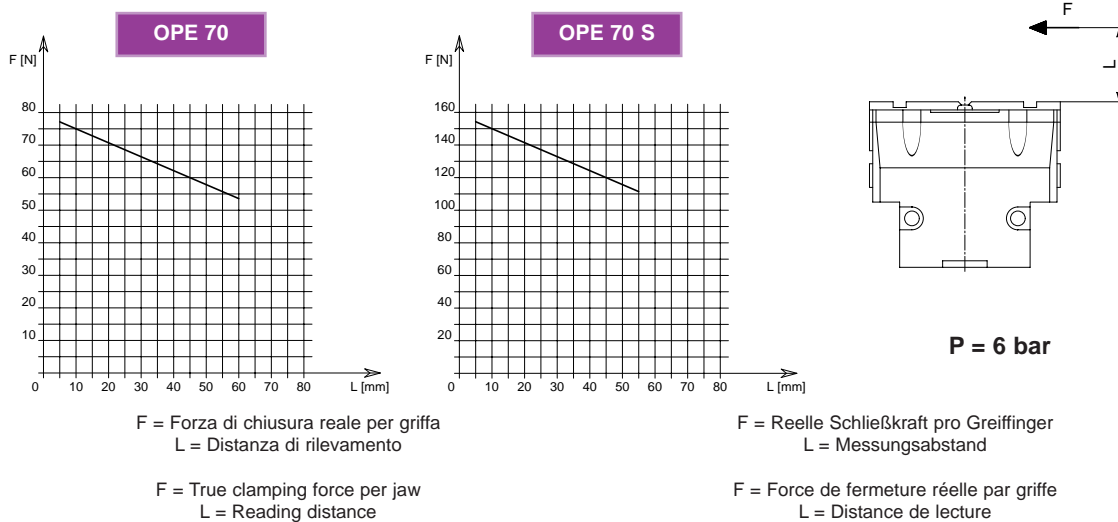 OPE 70
F [N]
80
70
60
50
40
30
20
10
0
10 20 30 40 50 60 70 80
L [mm]
OPE 70 S
F [N]
160
140
120
100
80
60
40
20
0
10 20 30 40 50 60 70 80
L [mm]
F
L
P = 6 bar
F = Forza di chiusura reale per griffa
L = Distanza di rilevamento
F = Reelle Schließkraft pro Greiffinger
L = Messungsabstand
F = True clamping force per jaw
L = Reading distance
F = Force de fermeture réelle par griffe
L = Distance de lecture